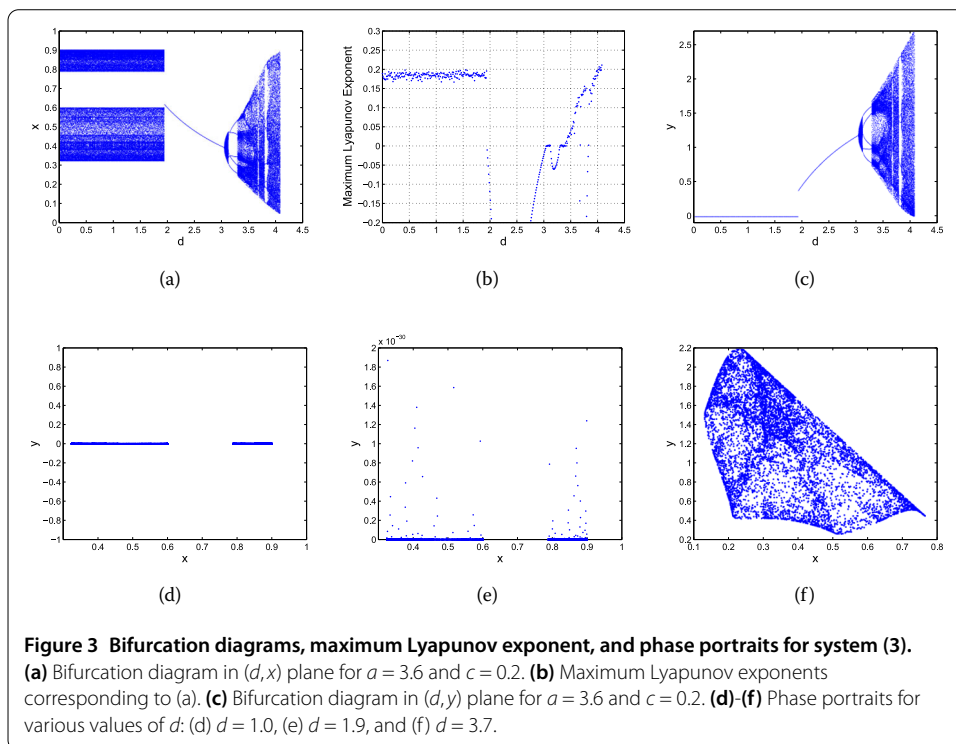 1
0.9
0.8
0.7
0.6
0.5
0.4
0.3
0.2
0.1
0
x
0 0.5 1 1.5 2 2.5 3 3.5 4 4.5
d
(a)
0.3
0.25
0.2
0.15
0.1
0.05
0
−0.05
−0.1
−0.15
−0.2
Maximum Lyapunov Exponent
0 0.5 1 1.5 2 2.5 3 3.5 4 4.5
d
(b)
2.5
2
1.5
1
0.5
0
y
0 0.5 1 1.5 2 2.5 3 3.5 4 4.5
d
(c)
1
0.8
0.6
0.4
0.2
0
−0.2
−0.4
−0.6
−0.8
−1
y
0.4 0.5 0.6 0.7 0.8 0.9 1
x
(d)
x 10
2
1.8
1.6
1.4
1.2
1
0.8
0.6
0.4
0.2
0
y
0.4 0.5 0.6 0.7 0.8 0.9 1
x
(e)
2.2
2
1.8
1.6
1.4
1.2
1
0.8
0.6
0.4
0.2
y
0.1 0.2 0.3 0.4 0.5 0.6 0.7 0.8
x
(f)
Figure 3 Bifurcation diagrams, maximum Lyapunov exponent, and phase portraits for system (3).
(a) Bifurcation diagram in (d, x) plane for a = 3.6 and c = 0.2. (b) Maximum Lyapunov exponents
corresponding to (a). (c) Bifurcation diagram in (d, y) plane for a = 3.6 and c = 0.2. (d)-(f) Phase portraits for
various values of d: (d) d = 1.0, (e) d = 1.9, and (f) d = 3.7.